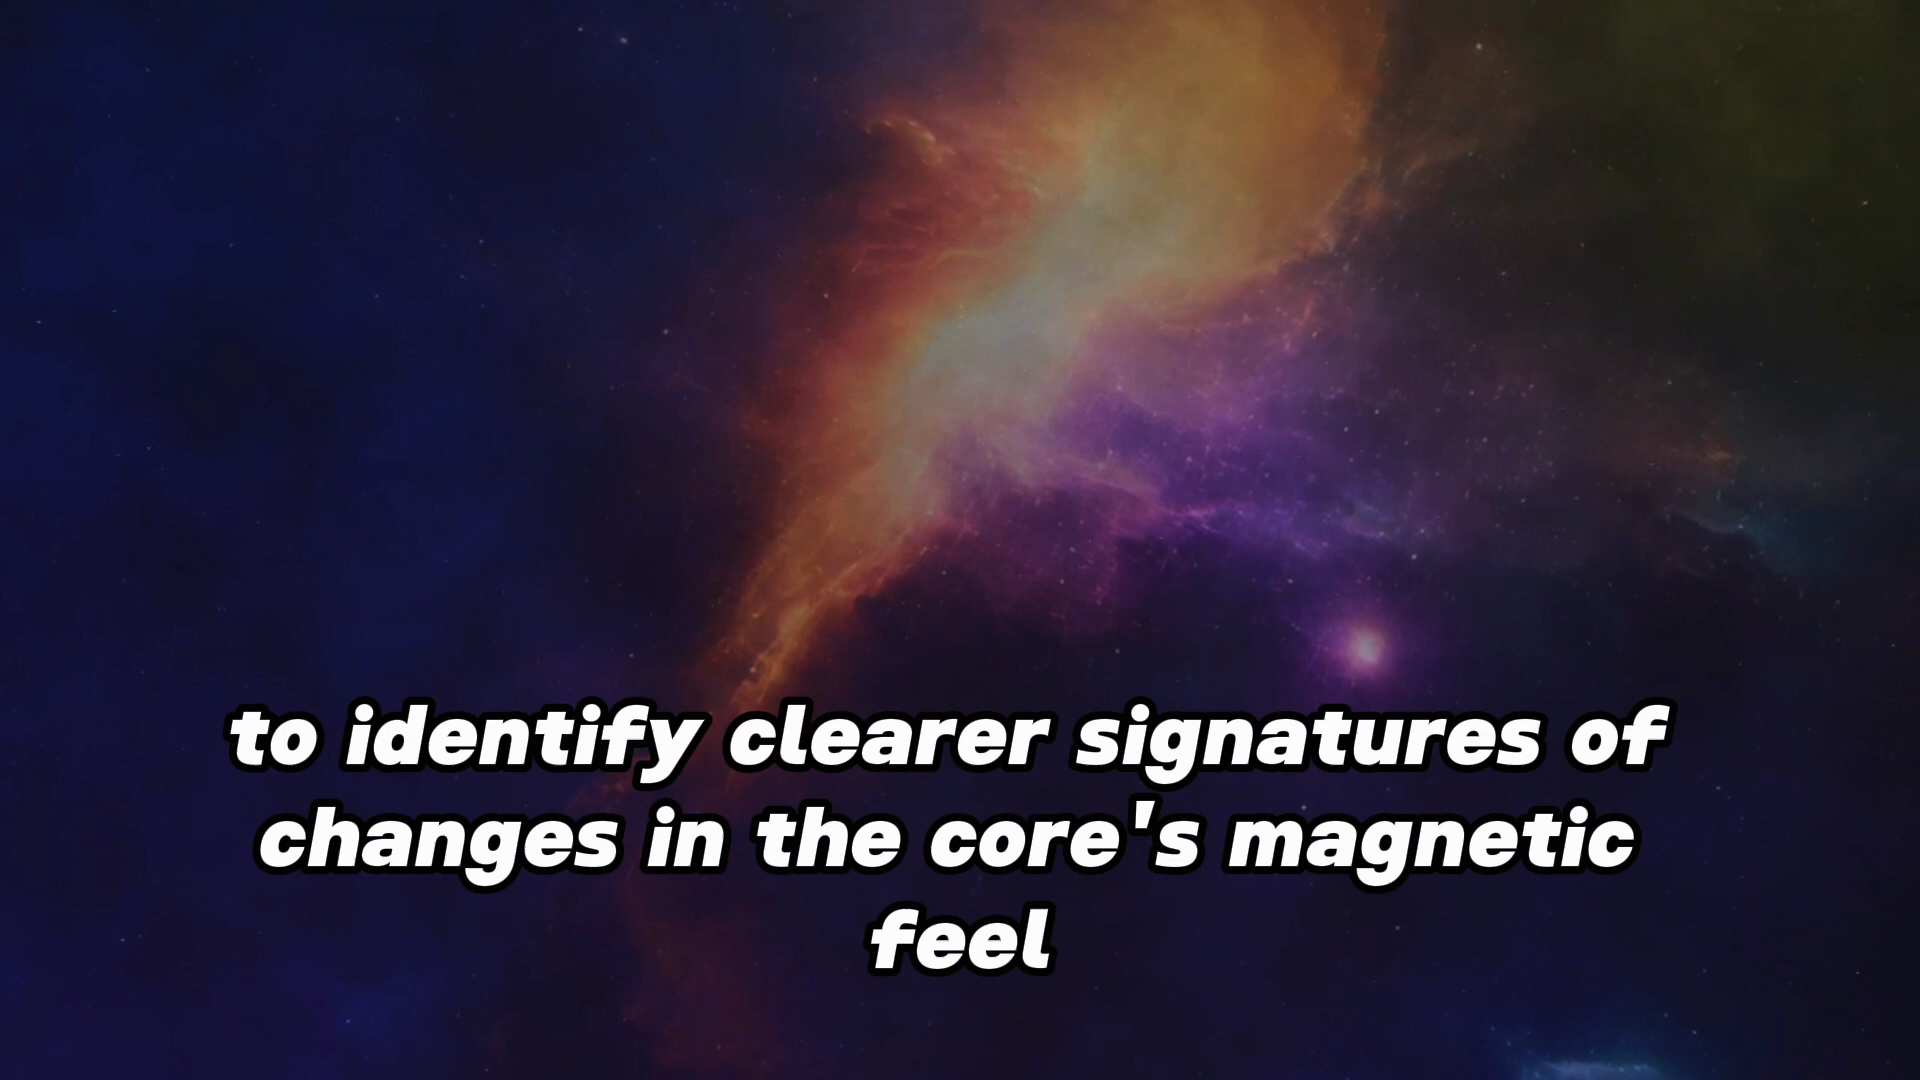 to identify clearer signatures of
changes in the core's magnetic
feel